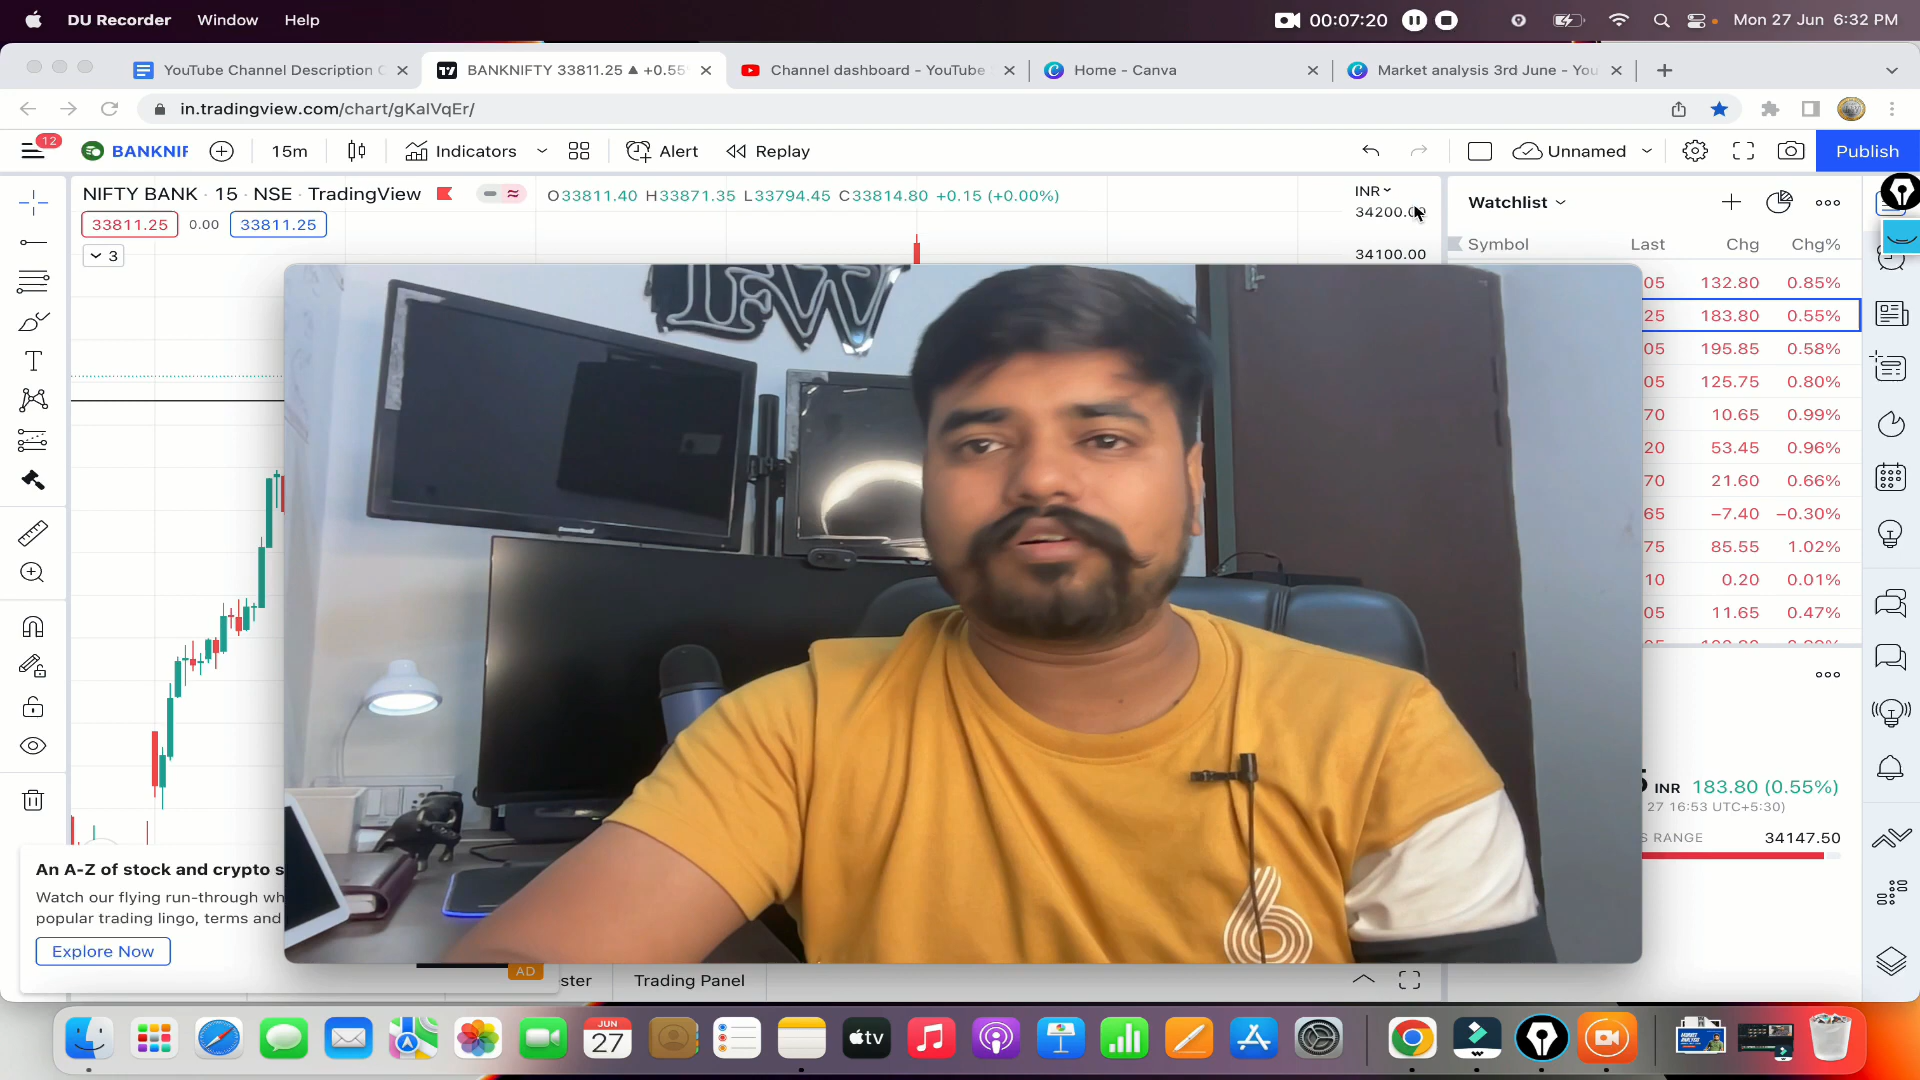 DU Recorder Window Help 00:07:20 Mon 27 Jun 6:32 PM
YouTube Channel Description BANKNIFTY 33811.25 ▲ +0.55 Channel dashboard - YouTube Home - Canva Market analysis 3rd June - You
in.tradingview.com/chart/gKalVqEr/
12
BANKNIF 15m Indicators Alert Replay Unnamed Publish
NIFTY BANK · 15 · NSE · TradingView O33811.40 H33871.35 L33794.45 C33814.80 +0.15 (+0.00%) INR
33811.25 0.00 33811.25
34200.00
3
34100.00
Watchlist
Symbol Last Chg Chg%
05 132.80 0.85%
25 183.80 0.55%
05 195.85 0.58%
05 125.75 0.80%
70 10.65 0.99%
20 53.45 0.96%
70 21.60 0.66%
65 −7.40 −0.30%
75 85.55 1.02%
10 0.20 0.01%
05 11.65 0.47%
INR 183.80 (0.55%)
27 16:53 UTC+5:30)
S RANGE 34147.50
An A-Z of stock and crypto s
Watch our flying run-through wh
popular trading lingo, terms and
Explore Now
AD
ster Trading Panel
JUN
27
tv